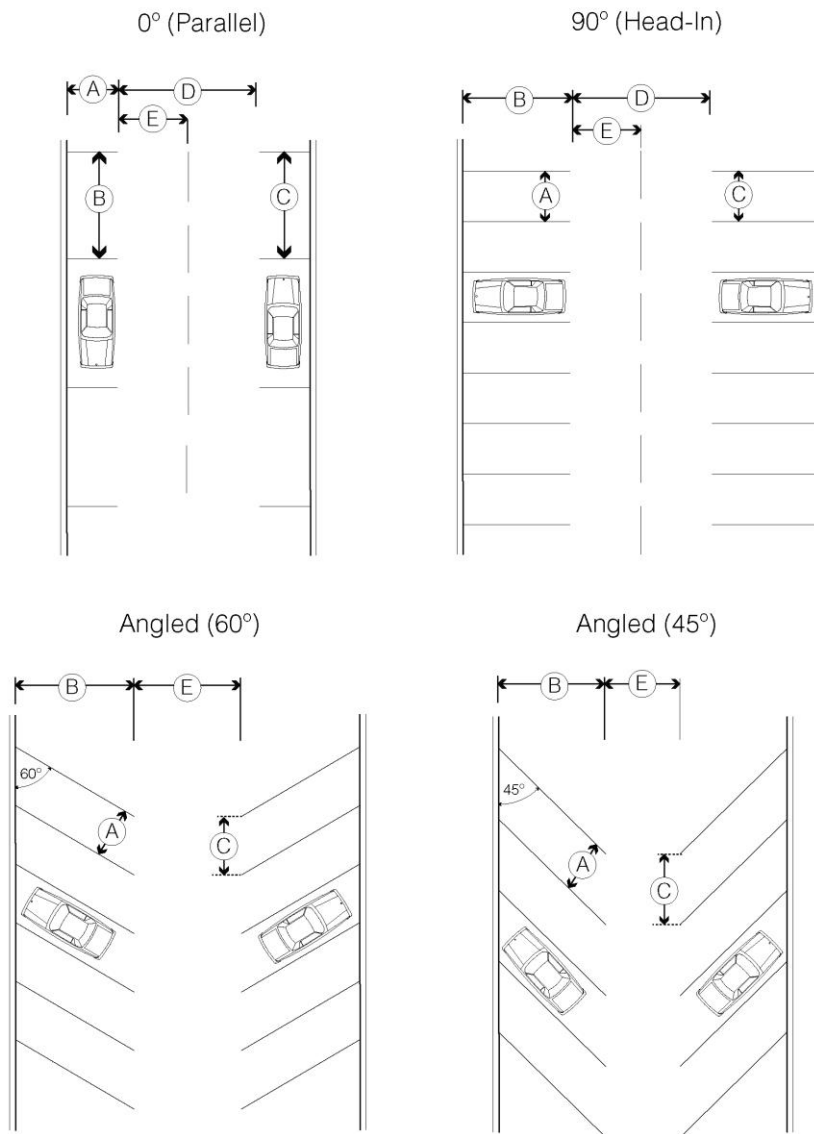 0° (Parallel)
90° (Head-In)
A
D
E
B
C
B
D
E
A
C
Angled (60°)
Angled (45°)
B
E
60°
A
C
B
E
45°
A
C